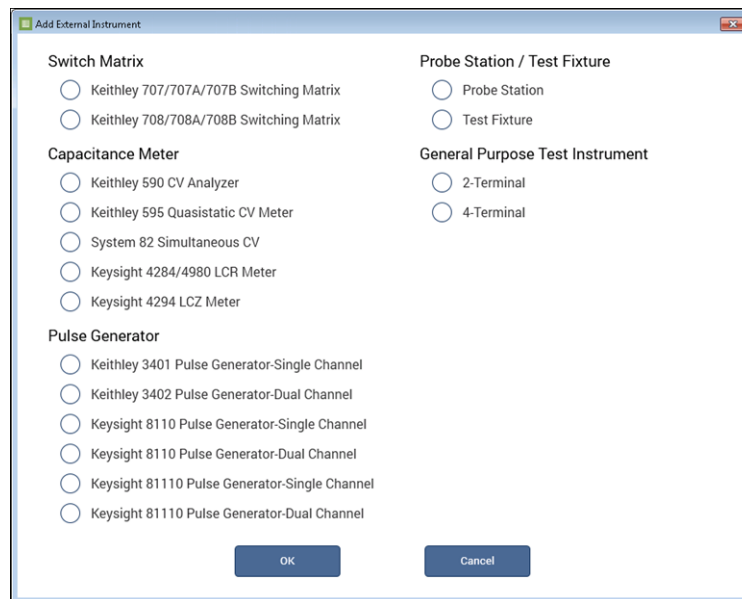 Add External Instrument
Switch Matrix
Keithley 707/707A/707B Switching Matrix
Keithley 708/708A/708B Switching Matrix
Capacitance Meter
Keithley 590 CV Analyzer
Keithley 595 Quasistatic CV Meter
System 82 Simultaneous CV
Keysight 4284/4980 LCR Meter
Keysight 4294 LCZ Meter
Pulse Generator
Keithley 3401 Pulse Generator-Single Channel
Keithley 3402 Pulse Generator-Dual Channel
Keysight 8110 Pulse Generator-Single Channel
Keysight 8110 Pulse Generator-Dual Channel
Keysight 81110 Pulse Generator-Single Channel
Keysight 81110 Pulse Generator-Dual Channel
Probe Station / Test Fixture
Probe Station
Test Fixture
General Purpose Test Instrument
2-Terminal
4-Terminal
OK
Cancel